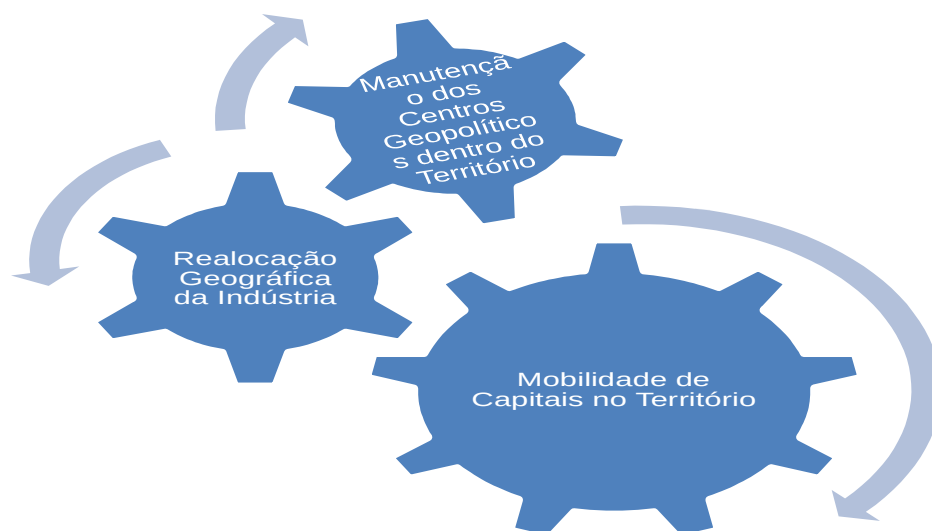 Manutençã
o dos
Centros
Geopolítico
s dentro do
Território
Realocação
Geográfica
da Indústria
Mobilidade de
Capitais no Território